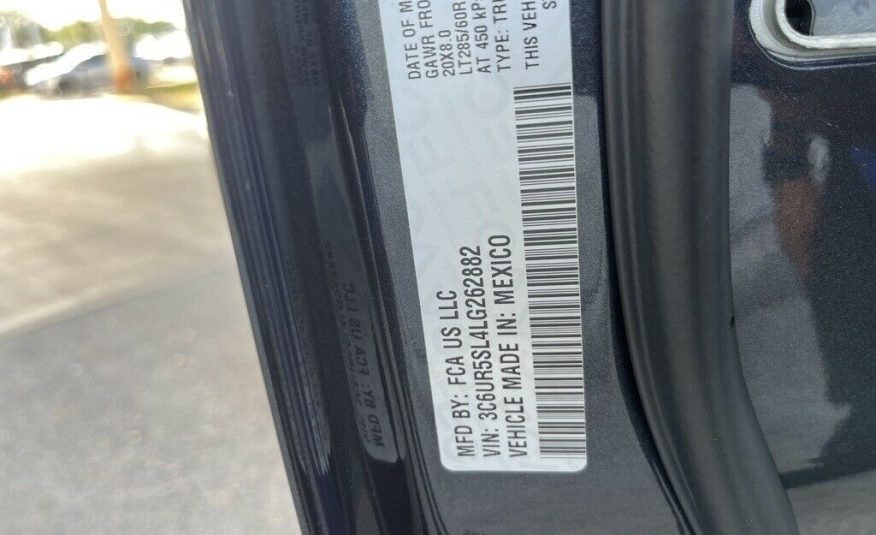 DATE OF M
GAWR FRO
20X8.0
LT285/60R
AT 450 KP
TYPE: TR
THIS VEHI
MFD BY: FCA US LLC
VIN: 3C6UR5SL4LG262882
VEHICLE MADE IN: MEXICO